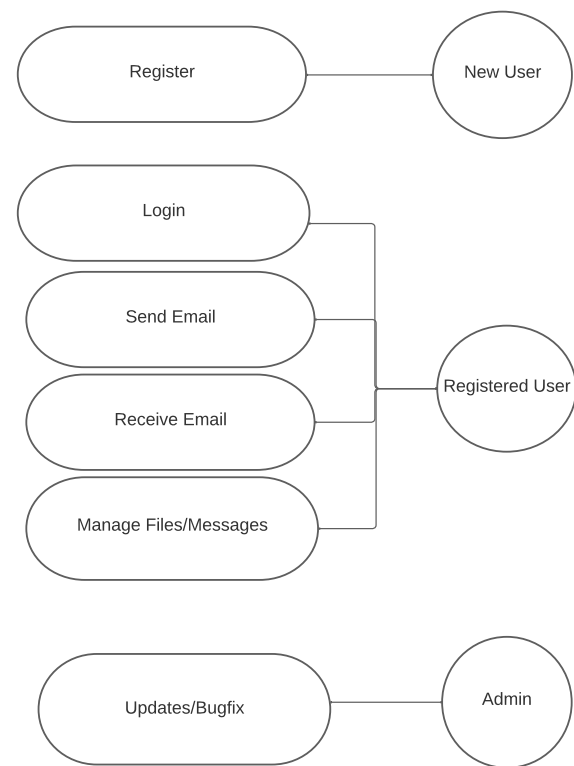 Register
New User
Login
Send Email
Receive Email
Manage Files/Messages
Registered User
Updates/Bugfix
Admin